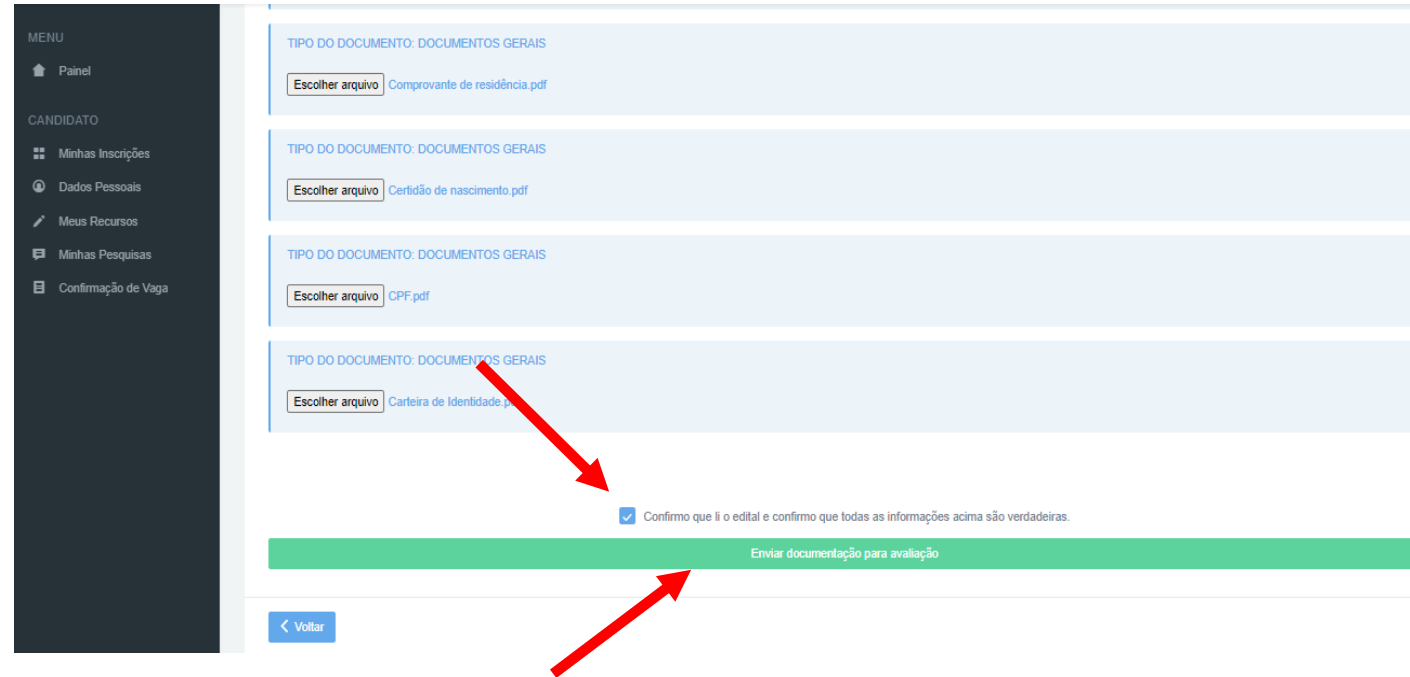 MENU
Painel
CANDIDATO
Minhas Inscrições
Dados Pessoais
Meus Recursos
Minhas Pesquisas
Confirmação de Vaga
TIPO DO DOCUMENTO: DOCUMENTOS GERAIS
Escolher arquivo Comprovante de residência.pdf
TIPO DO DOCUMENTO: DOCUMENTOS GERAIS
Escolher arquivo Certidão de nascimento.pdf
TIPO DO DOCUMENTO: DOCUMENTOS GERAIS
Escolher arquivo CPF.pdf
TIPO DO DOCUMENTO: DOCUMENTOS GERAIS
Escolher arquivo Carteira de Identidade.pdf
Confirmo que li o edital e confirmo que todas as informações acima são verdadeiras.
Enviar documentação para avaliação
Voltar